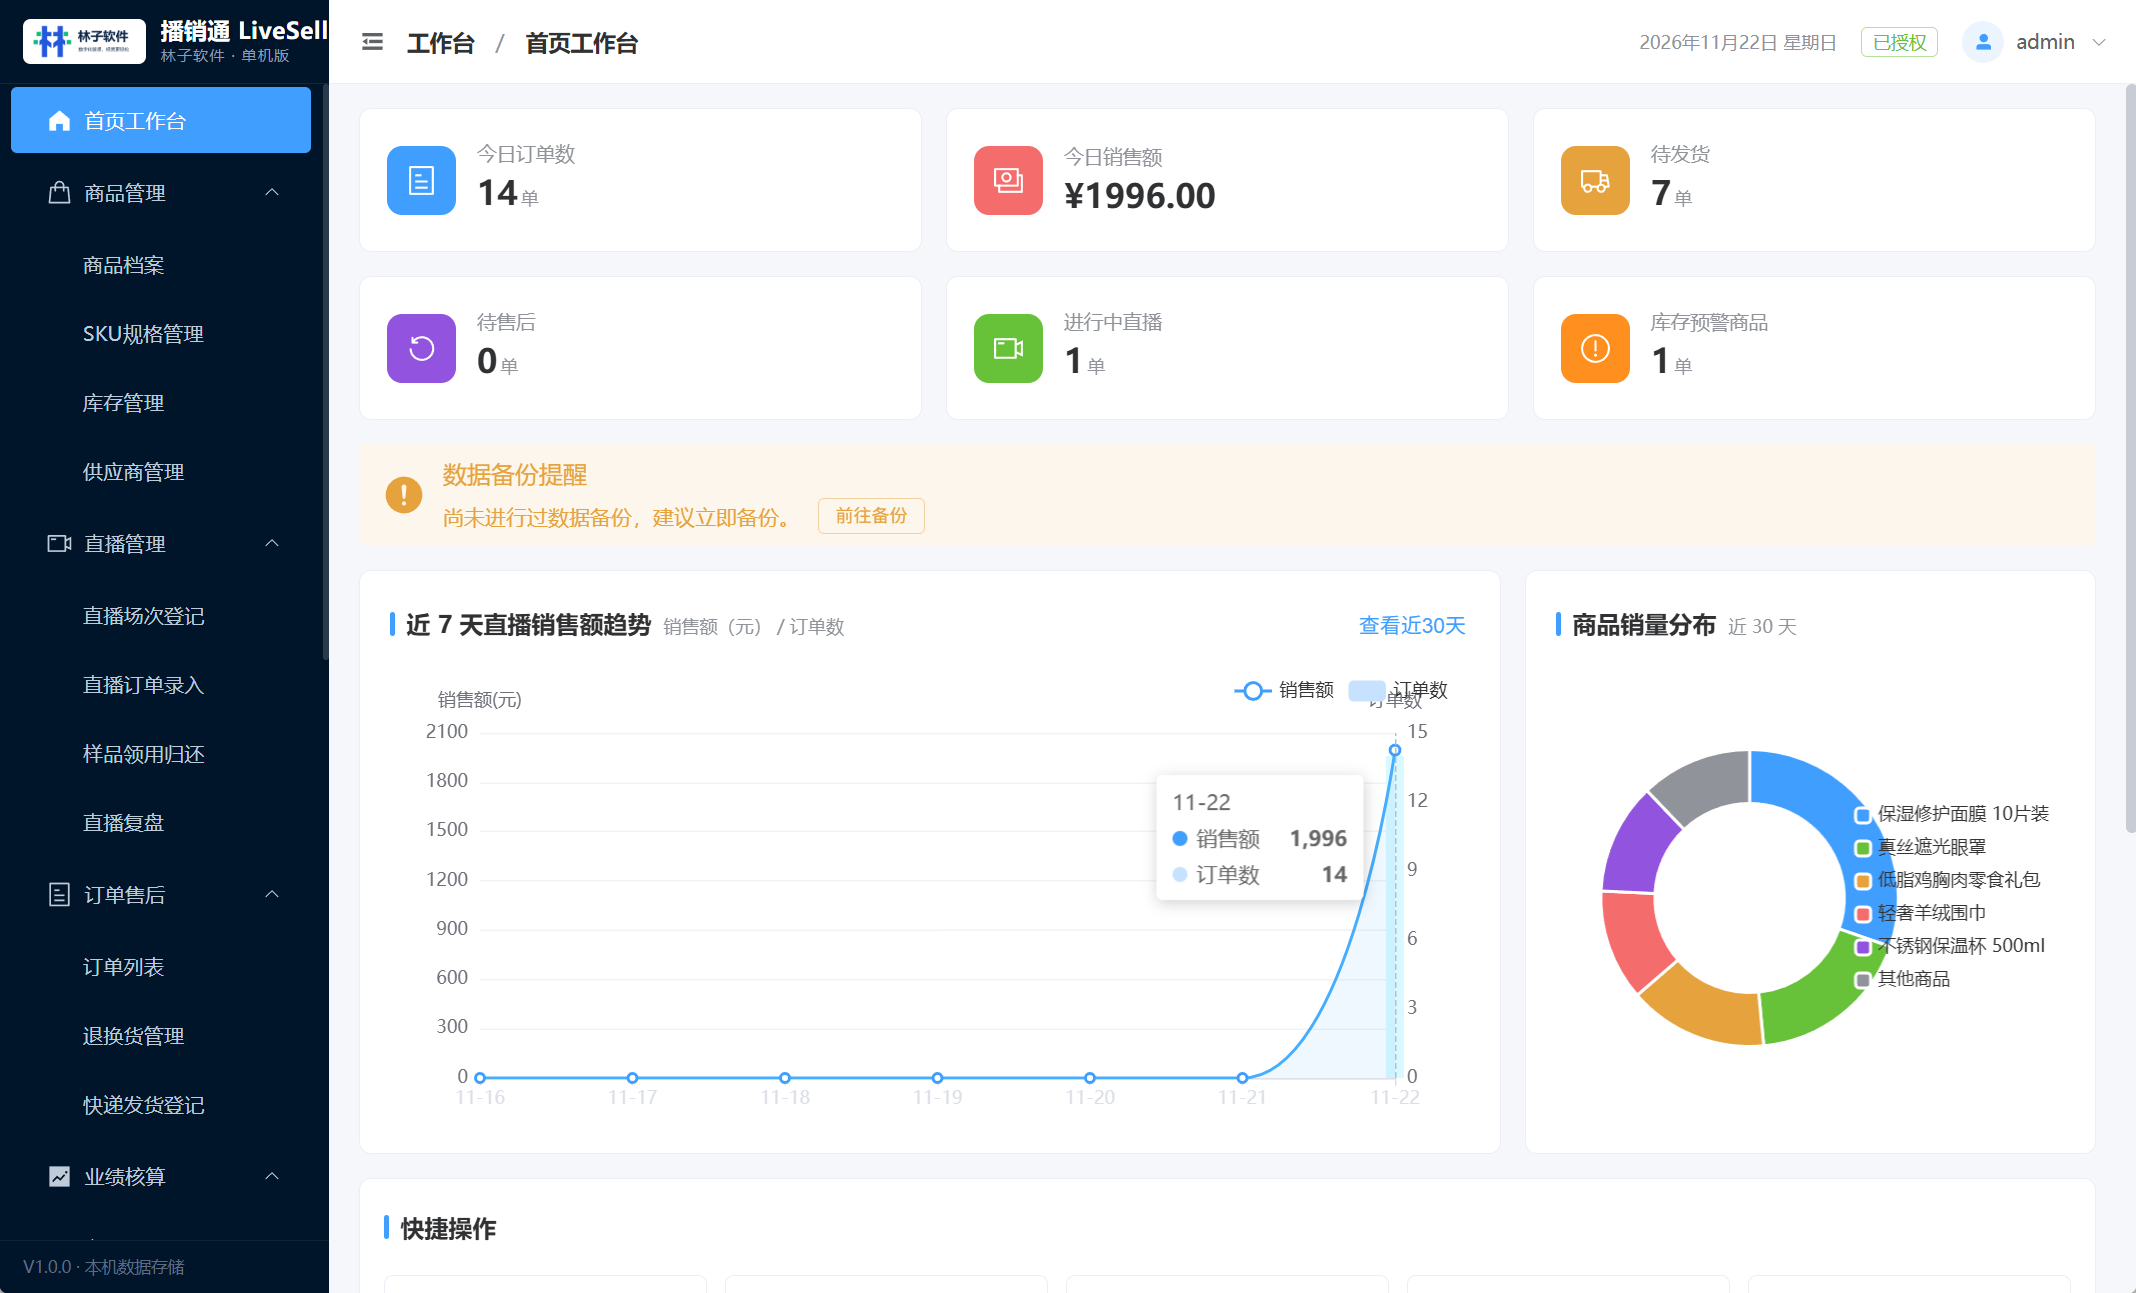 林子软件
播销通 LiveSell
林子软件 · 单机版
首页工作台
商品管理
商品档案
SKU规格管理
库存管理
供应商管理
直播管理
直播场次登记
直播订单录入
样品领用归还
直播复盘
订单售后
订单列表
退换货管理
快递发货登记
业绩核算
V1.0.0 · 本机数据存储
工作台 / 首页工作台
2026年11月22日 星期日
已授权
admin
今日订单数
14 单
今日销售额
¥1996.00
待发货
7 单
待售后
0 单
进行中直播
1 单
库存预警商品
1 单
数据备份提醒
尚未进行过数据备份，建议立即备份。
前往备份
近 7 天直播销售额趋势 销售额（元） / 订单数
查看近30天
销售额 订单数
销售额(元)
订单数
2100
1800
1500
1200
900
600
300
0
15
12
9
6
3
0
11-22
销售额 1,996
订单数 14
11-16 11-17 11-18 11-19 11-20 11-21 11-22
商品销量分布 近 30 天
保湿修护面膜 10片装
真丝遮光眼罩
低脂鸡胸肉零食礼包
轻奢羊绒围巾
不锈钢保温杯 500ml
其他商品
快捷操作